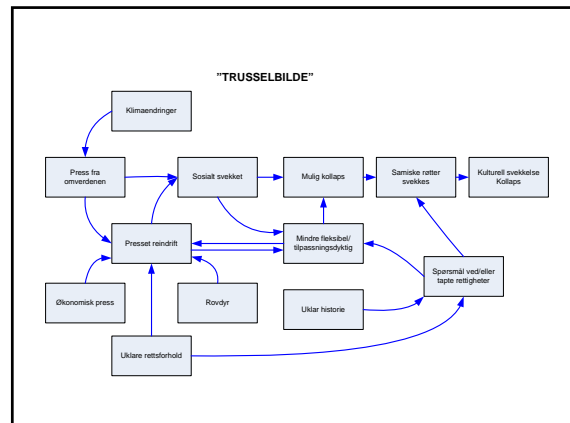 ”TRUSSELBILDE”
Klimaendringer
Press fra
omverdenen
Sosialt svekket
Mulig kollaps
Samiske røtter
svekkes
Kulturell svekkelse
Kollaps
Presset reindrift
Mindre fleksibel/
tilpassningsdyktig
Spørsmål ved/eller
tapte rettigheter
Økonomisk press
Rovdyr
Uklar historie
Uklare rettsforhold